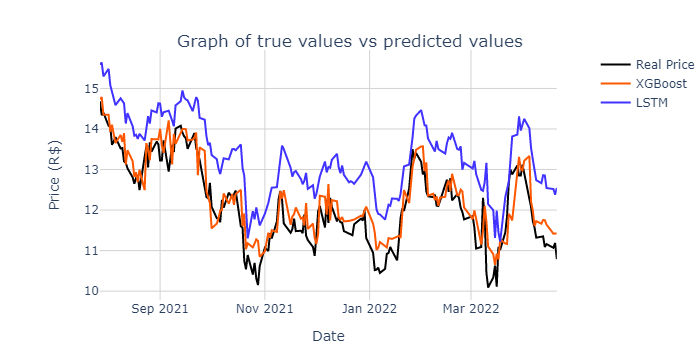 Graph of true values vs predicted values
Real Price
XGBoost
LSTM
Price (R$)
15
14
13
12
11
10
Sep 2021
Nov 2021
Jan 2022
Mar 2022
Date